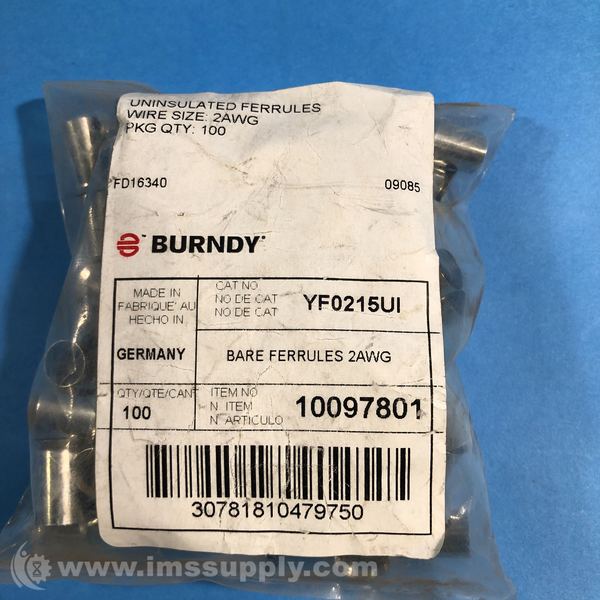 UNINSULATED FERRULES
WIRE SIZE: 2AWG
PKG QTY: 100
FD16340
09085
BURNDY
MADE IN
FABRIQUÉ AU
HECHO IN
GERMANY
CAT NO
NO DE CAT
NO DE CAT
YF0215UI
BARE FERRULES 2AWG
QTY/QTE/CANT
100
ITEM NO
N. ITEM
N° ARTICULO
10097801
30781810479750
www.imssupply.com